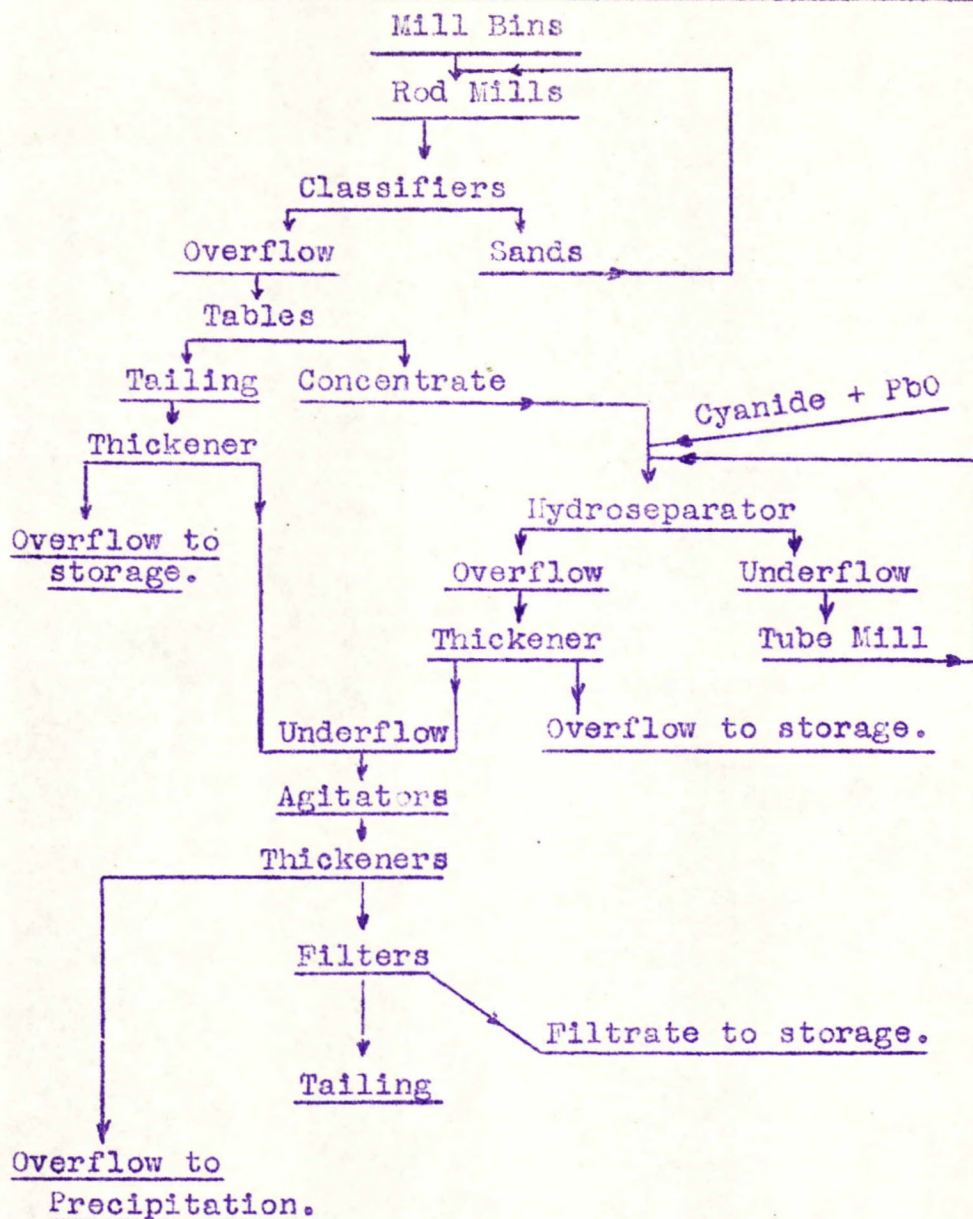 Mill Bins
Rod Mills
Classifiers
Overflow
Sands
Tables
Tailing
Concentrate
Cyanide + PbO
Thickener
Hydroseparator
Overflow to
storage.
Overflow
Underflow
Thickener
Tube Mill
Underflow
Overflow to storage.
Agitators
Thickeners
Filters
Filtrate to storage.
Tailing
Overflow to
Precipitation.